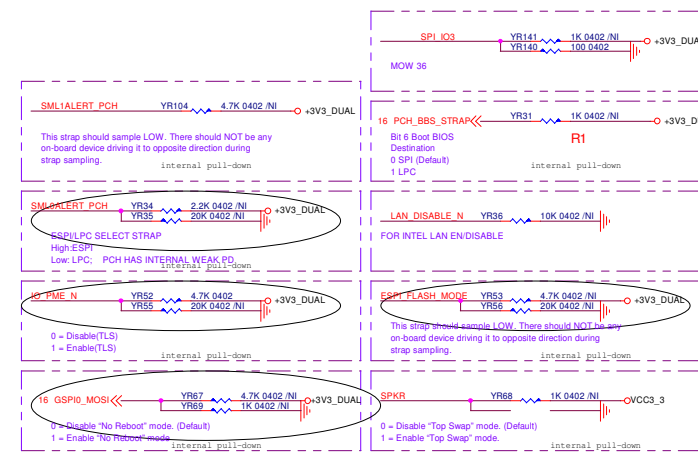 SPI_IO3 YR141 1K 0402 /NI +3V3_DUA
YR140 100 0402
MOW 36
SML1ALERT_PCH YR104 4.7K 0402 /NI +3V3_DUAL
This strap should sample LOW. There should NOT be any
on-board device driving it to opposite direction during
strap sampling.
internal pull-down
16 PCH_BBS_STRAP YR31 1K 0402 /NI +3V3_D
R1
Bit 6 Boot BIOS
Destination
0 SPI (Default)
1 LPC
internal pull-down
SML0ALERT_PCH YR34 2.2K 0402 /NI +3V3_DUAL
YR35 20K 0402 /NI
ESPI/LPC SELECT STRAP
High:ESPI
Low: LPC; PCH HAS INTERNAL WEAK PD
internal pull-down
LAN_DISABLE_N YR36 10K 0402 /NI
FOR INTEL LAN EN/DISABLE
IO_PME_N YR52 4.7K 0402 +3V3_DUAL
YR55 20K 0402 /NI
0 = Disable(TLS)
1 = Enable(TLS)
internal pull-down
ESPI_FLASH_MODE YR53 4.7K 0402 /NI +3V3_DUAL
YR56 20K 0402 /NI
This strap should sample LOW. There should NOT be any
on-board device driving it to opposite direction during
strap sampling.
internal pull-down
16 GSPI0_MOSI YR67 4.7K 0402 /NI +3V3_DUAL
YR69 1K 0402 /NI
0 = Disable "No Reboot" mode. (Default)
1 = Enable "No Reboot" mode
internal pull-down
SPKR YR68 1K 0402 /NI VCC3_3
0 = Disable "Top Swap" mode. (Default)
1 = Enable "Top Swap" mode.
internal pull-down